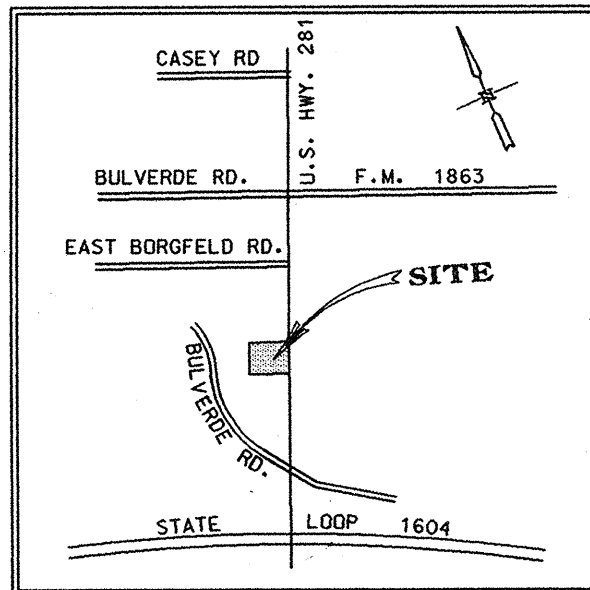 CASEY RD
U.S. HWY. 281
N
BULVERDE RD.
F.M. 1863
EAST BORGFELD RD.
SITE
BULVERDE RD.
STATE LOOP 1604